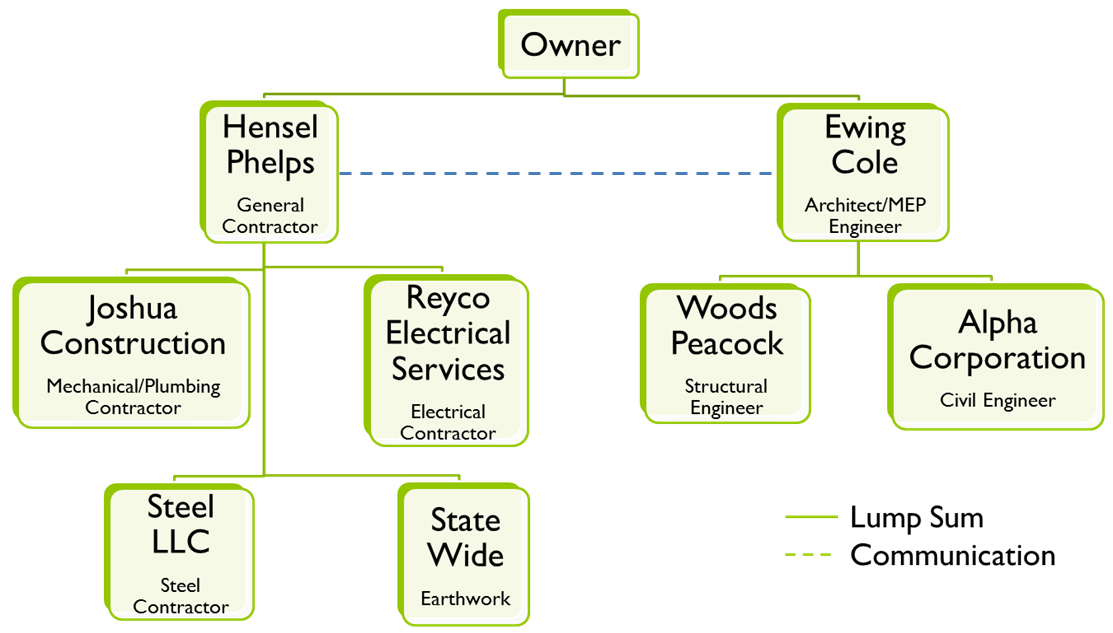 Owner
Hensel
Phelps
General
Contractor
Ewing
Cole
Architect/MEP
Engineer
Joshua
Construction
Mechanical/Plumbing
Contractor
Reyco
Electrical
Services
Electrical
Contractor
Woods
Peacock
Structural
Engineer
Alpha
Corporation
Civil Engineer
Steel
LLC
Steel
Contractor
State
Wide
Earthwork
Lump Sum
Communication